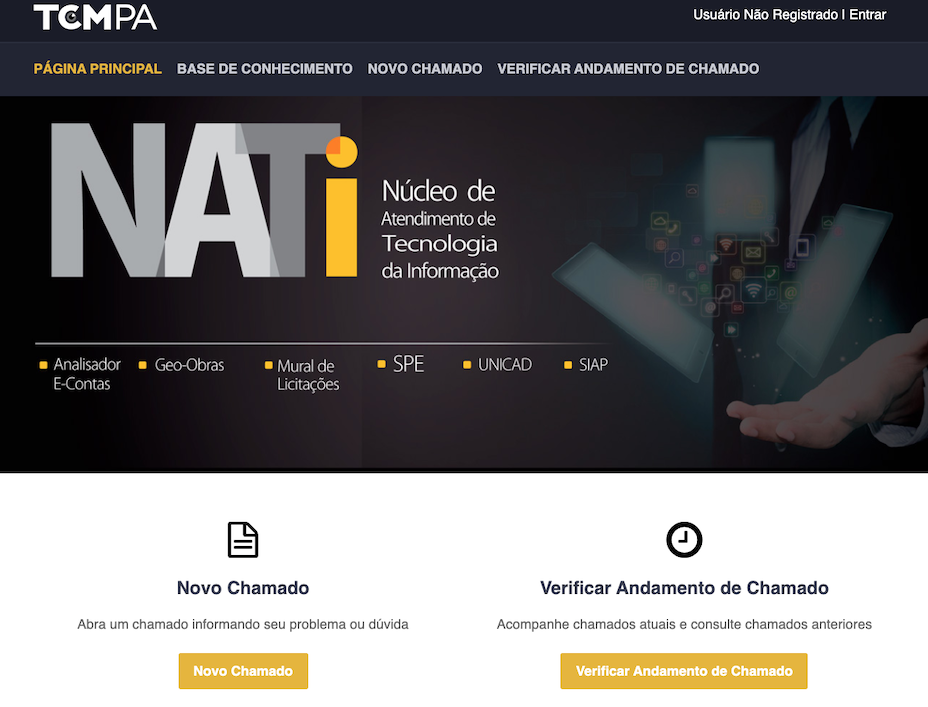 TCMPA
Usuário Não Registrado | Entrar
PÁGINA PRINCIPAL BASE DE CONHECIMENTO NOVO CHAMADO VERIFICAR ANDAMENTO DE CHAMADO
NATi
Núcleo de
Atendimento de
Tecnologia
da Informação
Analisador
E-Contas
Geo-Obras
Mural de
Licitações
SPE
UNICAD
SIAP
Novo Chamado
Abra um chamado informando seu problema ou dúvida
Novo Chamado
Verificar Andamento de Chamado
Acompanhe chamados atuais e consulte chamados anteriores
Verificar Andamento de Chamado